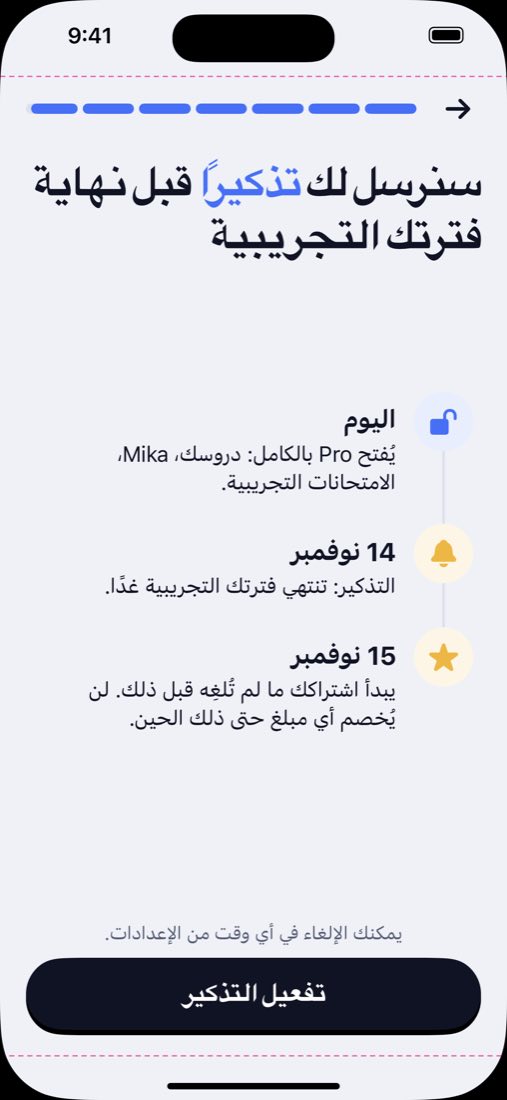 9:41
سنرسل لك تذكيرًا قبل نهاية
فترتك التجريبية
اليوم
يُفتح Pro بالكامل: دروسك، Mika،
الامتحانات التجريبية.
14 نوفمبر
التذكير: تنتهي فترتك التجريبية غدًا.
15 نوفمبر
يبدأ اشتراكك ما لم تُلغِه قبل ذلك. لن
يُخصم أي مبلغ حتى ذلك الحين.
يمكنك الإلغاء في أي وقت من الإعدادات.
تفعيل التذكير